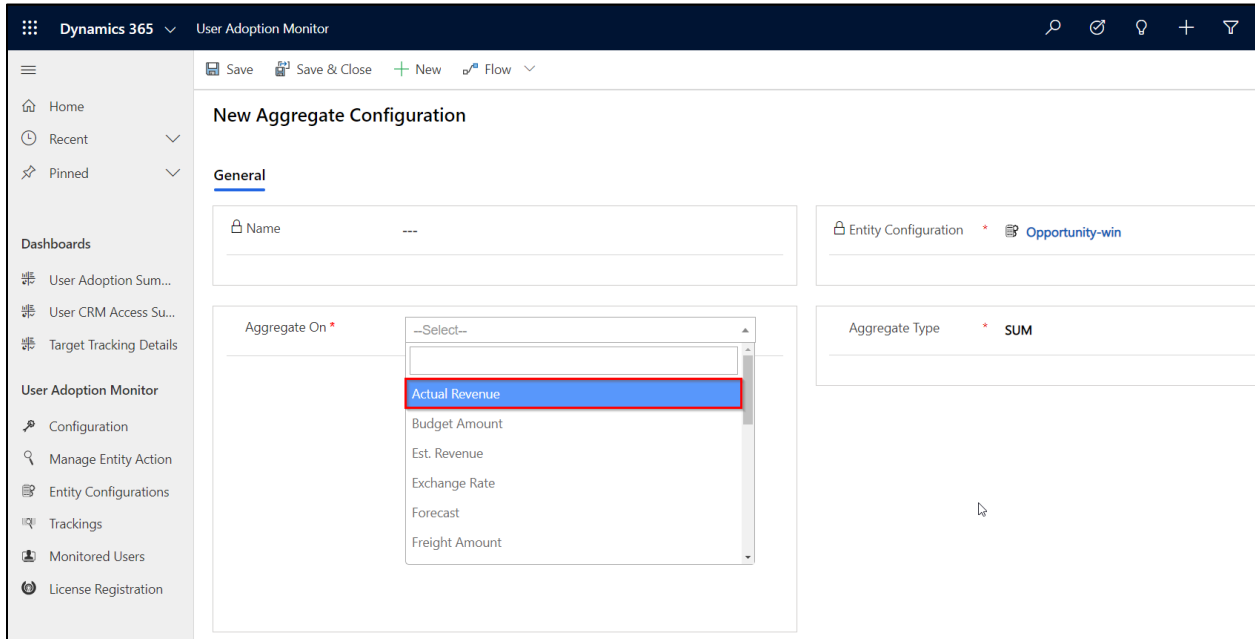 Dynamics 365 User Adoption Monitor
Save Save & Close New Flow
Home
Recent
Pinned
Dashboards
User Adoption Sum...
User CRM Access Su...
Target Tracking Details
User Adoption Monitor
Configuration
Manage Entity Action
Entity Configurations
Trackings
Monitored Users
License Registration
New Aggregate Configuration
General
Name ---
Entity Configuration * Opportunity-win
Aggregate On * --Select--
Actual Revenue
Budget Amount
Est. Revenue
Exchange Rate
Forecast
Freight Amount
Aggregate Type * SUM